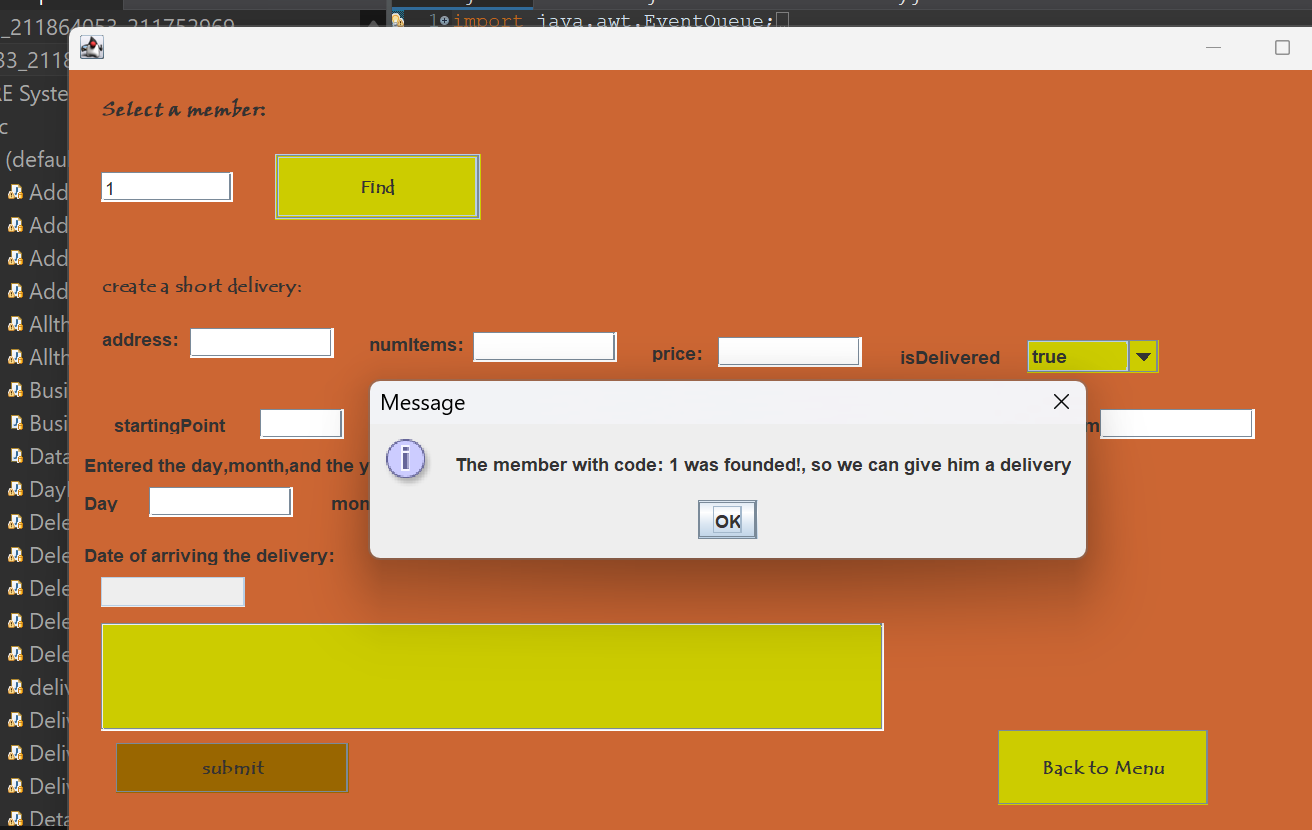 _211864053_211752969
1 import java.awt.EventQueue;
33_2118
RE Syste
c
(defau
Add
Add
Add
Add
Allth
Allth
Busi
Busi
Data
Dayl
Dele
Dele
Dele
Dele
Dele
deliv
Deliv
Deliv
Deliv
Deta
Select a member:
1
Find
create a short delivery:
address:
numItems:
price:
isDelivered
true
Message
startingPoint
m
The member with code: 1 was founded!, so we can give him a delivery
Entered the day,month,and the y
Day
mon
OK
Date of arriving the delivery:
submit
Back to Menu